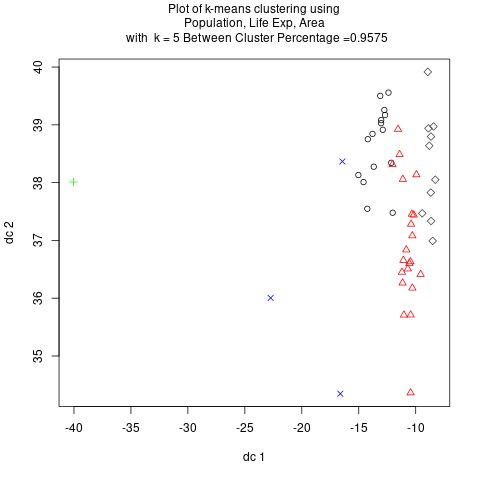 Plot of k-means clustering using
Population, Life Exp, Area
with k = 5 Between Cluster Percentage =0.9575
40
39
38
37
36
35
dc 2
-40
-35
-30
-25
-20
-15
-10
dc 1